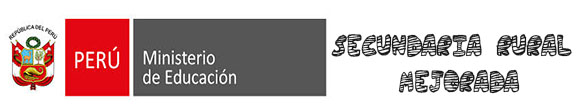 REPÚBLICA DEL PERÚ
PERÚ
Ministerio
de Educación
SECUNDARIA RURAL
MEJORADA